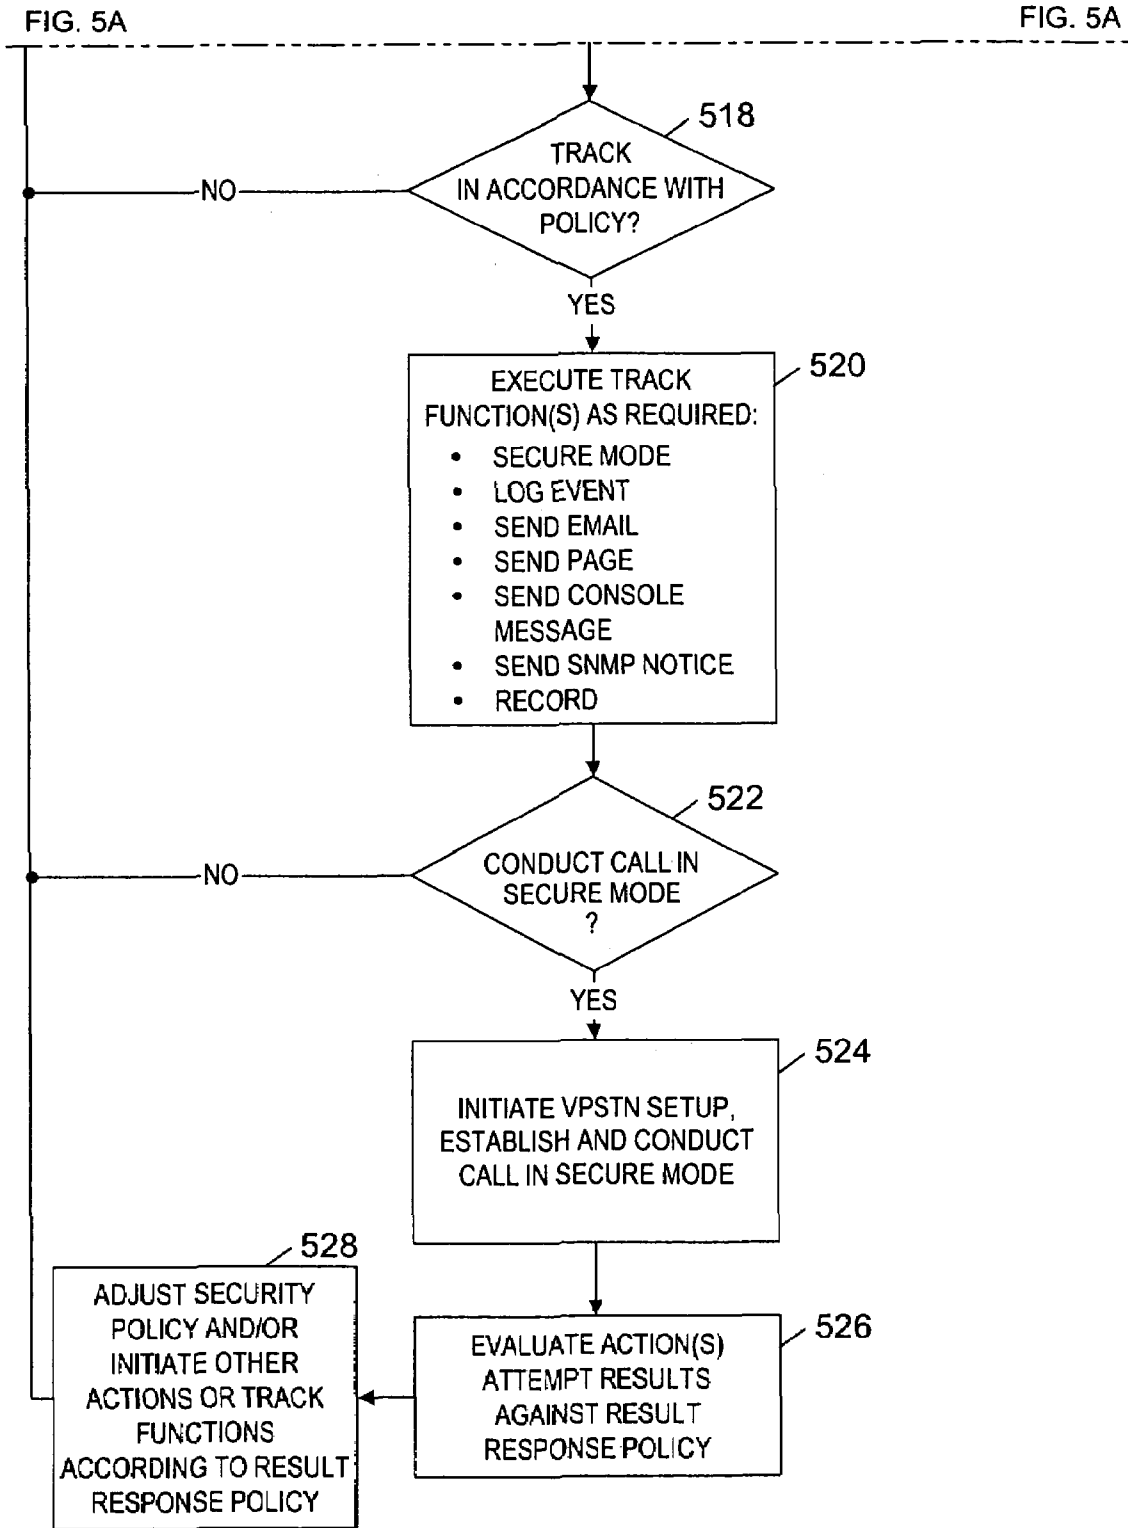 FIG. 5A
FIG. 5A
518
TRACK
IN ACCORDANCE WITH
POLICY?
NO
YES
520
EXECUTE TRACK
FUNCTION(S) AS REQUIRED:
• SECURE MODE
• LOG EVENT
• SEND EMAIL
• SEND PAGE
• SEND CONSOLE
MESSAGE
• SEND SNMP NOTICE
• RECORD
522
CONDUCT CALL IN
SECURE MODE
?
NO
YES
524
INITIATE VPSTN SETUP,
ESTABLISH AND CONDUCT
CALL IN SECURE MODE
526
EVALUATE ACTION(S)
ATTEMPT RESULTS
AGAINST RESULT
RESPONSE POLICY
528
ADJUST SECURITY
POLICY AND/OR
INITIATE OTHER
ACTIONS OR TRACK
FUNCTIONS
ACCORDING TO RESULT
RESPONSE POLICY